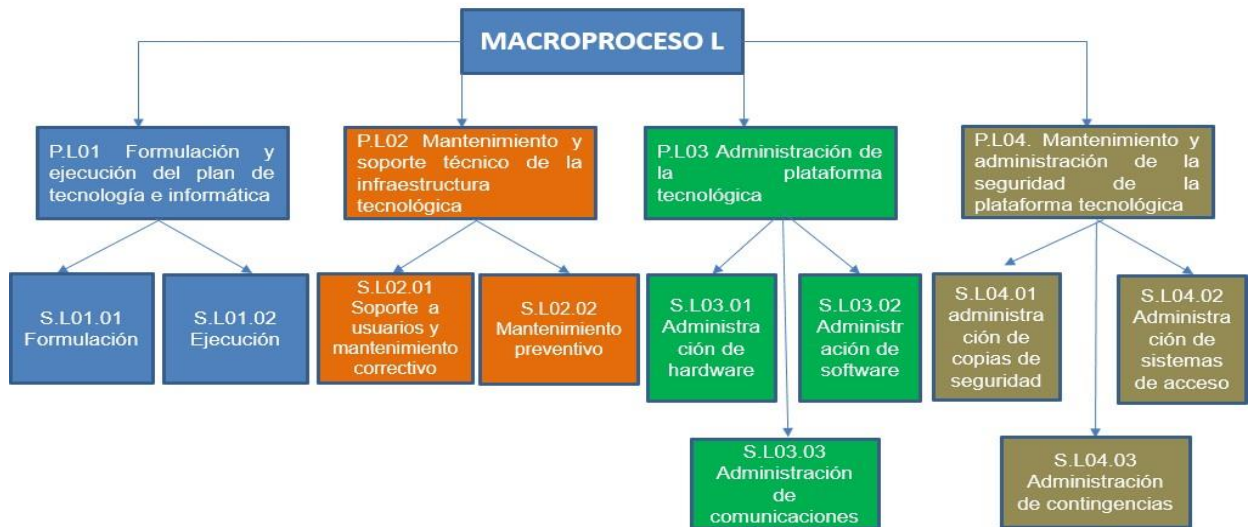 MACROPROCESO L
P.L01 Formulación y
ejecución del plan de
tecnología e informática
P.L02 Mantenimiento y
soporte técnico de la
infraestructura
tecnológica
P.L03 Administración de
la plataforma
tecnológica
P.L04. Mantenimiento y
administración de la
seguridad de la
plataforma tecnológica
S.L01.01
Formulación
S.L01.02
Ejecución
S.L02.01
Soporte a
usuarios y
mantenimiento
correctivo
S.L02.02
Mantenimiento
preventivo
S.L03.01
Administra
ción de
hardware
S.L03.02
Administr
ación de
software
S.L04.01
administra
ción de
copias de
seguridad
S.L04.02
Administra
ción de
sistemas
de acceso
S.L03.03
Administración
de
comunicaciones
S.L04.03
Administración
de contingencias